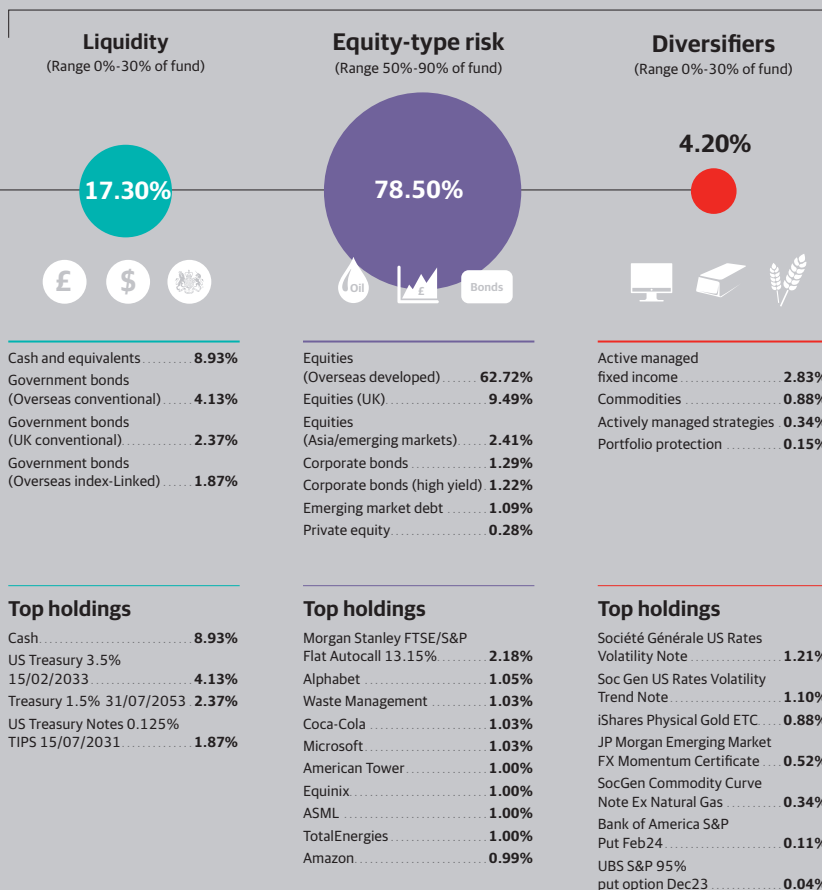 Liquidity
(Range 0%-30% of fund)
17.30%
£
$
Cash and equivalents.........8.93%
Government bonds
(Overseas conventional)......4.13%
Government bonds
(UK conventional)..............2.37%
Government bonds
(Overseas index-Linked)......1.87%
Top holdings
Cash.................................8.93%
US Treasury 3.5%
15/02/2033......................4.13%
Treasury 1.5% 31/07/2053..2.37%
US Treasury Notes 0.125%
TIPS 15/07/2031...............1.87%
Equity-type risk
(Range 50%-90% of fund)
78.50%
Oil
£
Bonds
Equities
(Overseas developed)......62.72%
Equities (UK)....................9.49%
Equities
(Asia/emerging markets)....2.41%
Corporate bonds..............1.29%
Corporate bonds (high yield).1.22%
Emerging market debt.......1.09%
Private equity..................0.28%
Top holdings
Morgan Stanley FTSE/S&P
Flat Autocall 13.15%.........2.18%
Alphabet.........................1.05%
Waste Management..........1.03%
Coca-Cola.......................1.03%
Microsoft........................1.03%
American Tower...............1.00%
Equinix...........................1.00%
ASML.............................1.00%
TotalEnergies...................1.00%
Amazon..........................0.99%
Diversifiers
(Range 0%-30% of fund)
4.20%
Active managed
fixed income....................2.83%
Commodities...................0.88%
Actively managed strategies.0.34%
Portfolio protection...........0.15%
Top holdings
Société Générale US Rates
Volatility Note..................1.21%
Soc Gen US Rates Volatility
Trend Note......................1.10%
iShares Physical Gold ETC....0.88%
JP Morgan Emerging Market
FX Momentum Certificate....0.52%
SocGen Commodity Curve
Note Ex Natural Gas..........0.34%
Bank of America S&P
Put Feb24.......................0.11%
UBS S&P 95%
put option Dec23..............0.04%